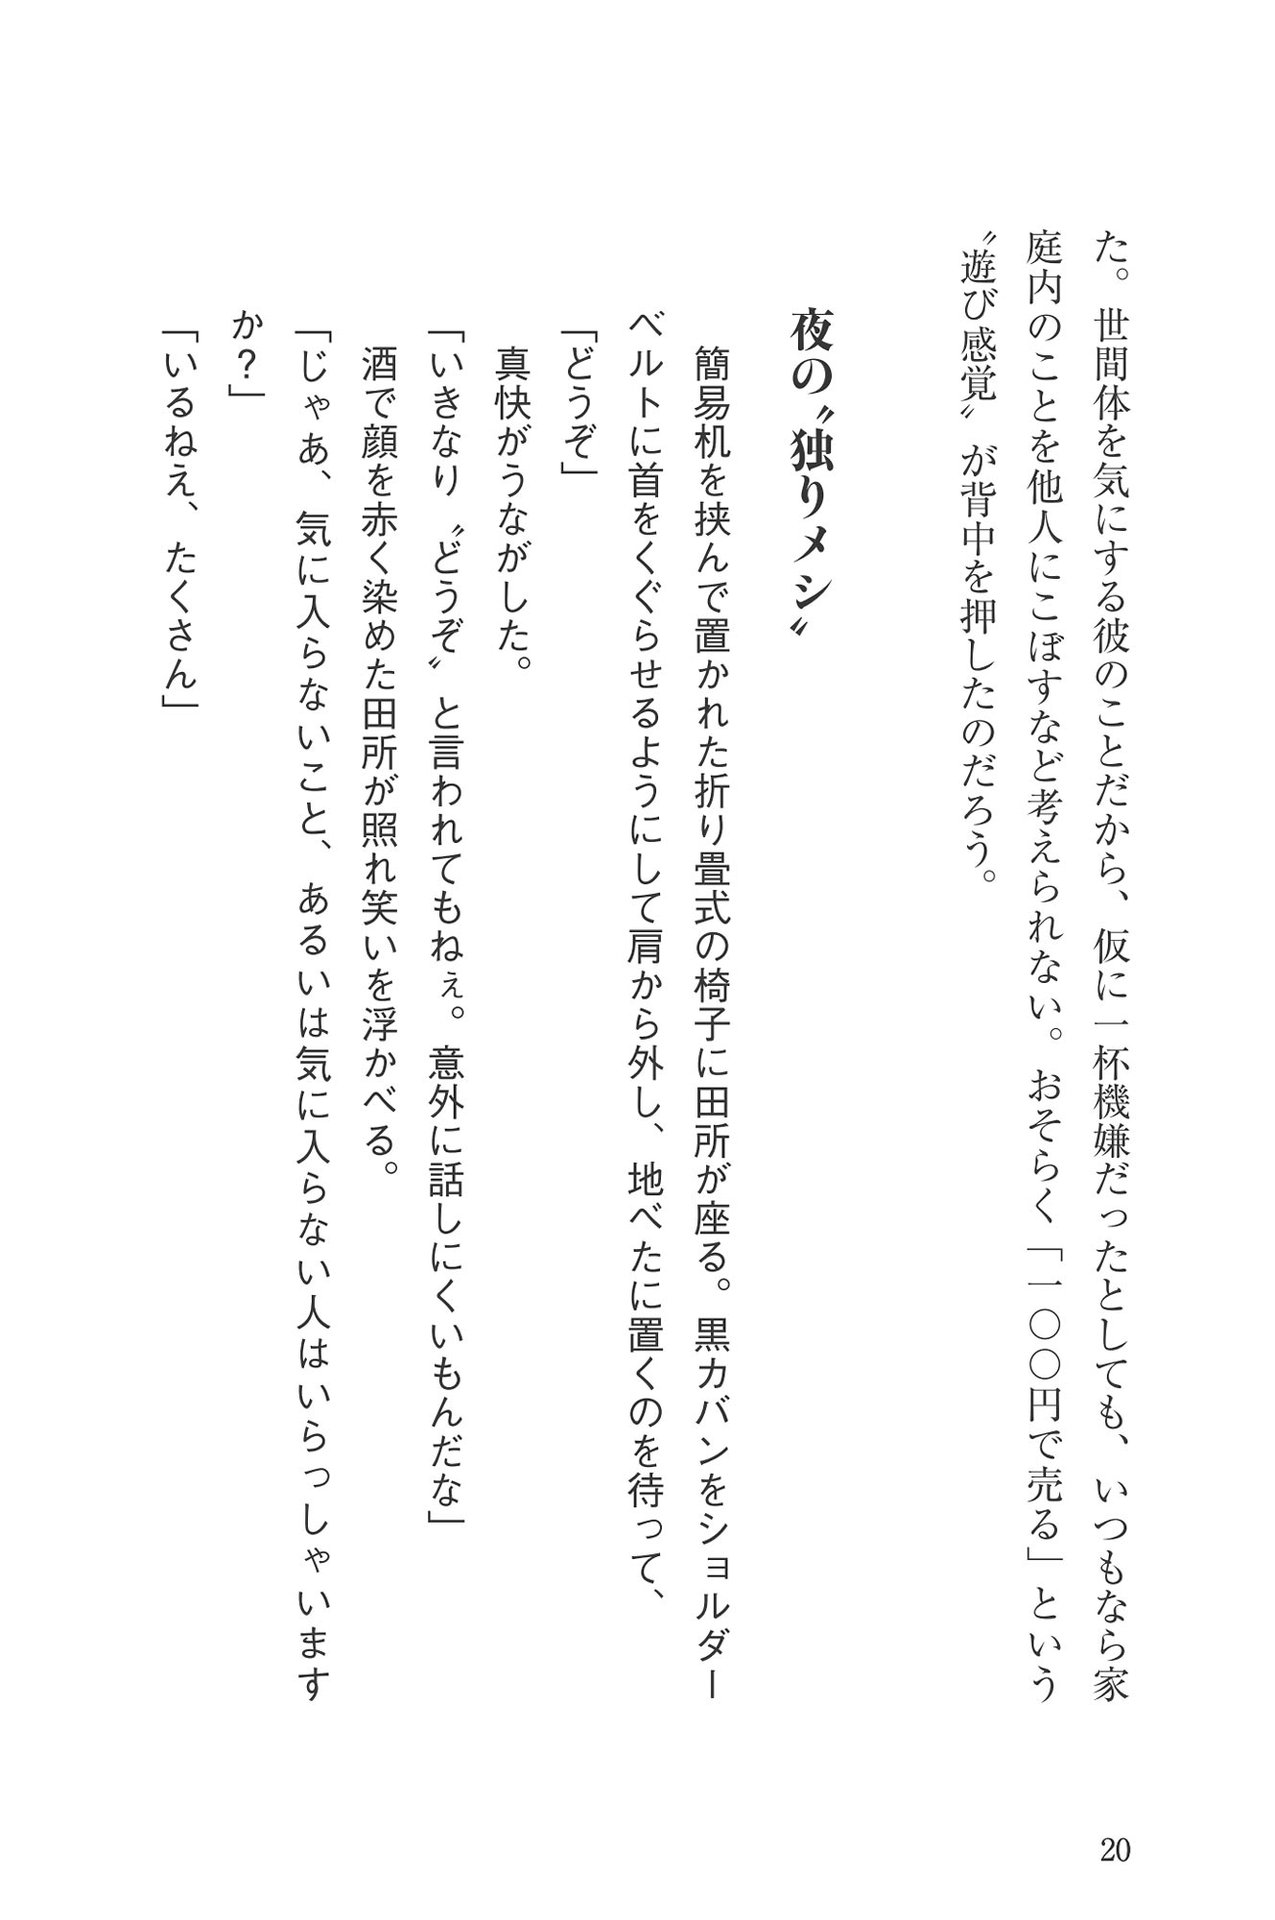 た。世間体を気にする彼のことだから、仮に一杯機嫌だったとしても、いつもなら家
庭内のことを他人にこぼすなど考えられない。おそらく「一〇〇円で売る」という
〝遊び感覚〟が背中を押したのだろう。
夜の〝独りメシ〟
簡易机を挟んで置かれた折り畳式の椅子に田所が座る。黒カバンをショルダー
ベルトに首をくぐらせるようにして肩から外し、地べたに置くのを待って、
「どうぞ」
真快がうながした。
「いきなり〝どうぞ〟と言われてもねぇ。意外に話しにくいもんだな」
酒で顔を赤く染めた田所が照れ笑いを浮かべる。
「じゃあ、気に入らないこと、あるいは気に入らない人はいらっしゃいます
か？」
「いるねえ、たくさん」
20